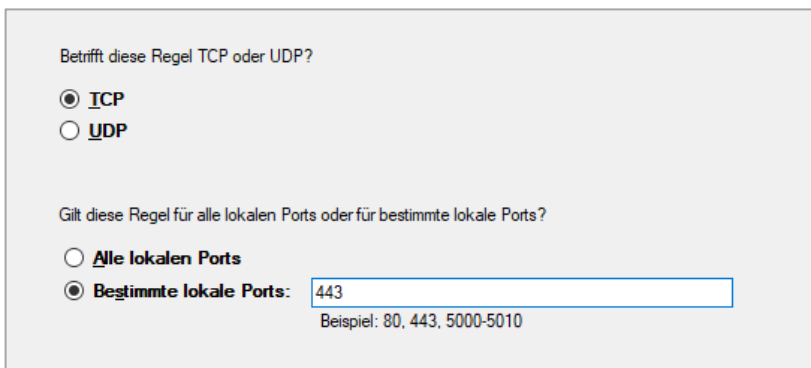 Betrifft diese Regel TCP oder UDP?
TCP
UDP
Gilt diese Regel für alle lokalen Ports oder für bestimmte lokale Ports?
Alle lokalen Ports
Bestimmte lokale Ports: 443
Beispiel: 80, 443, 5000-5010